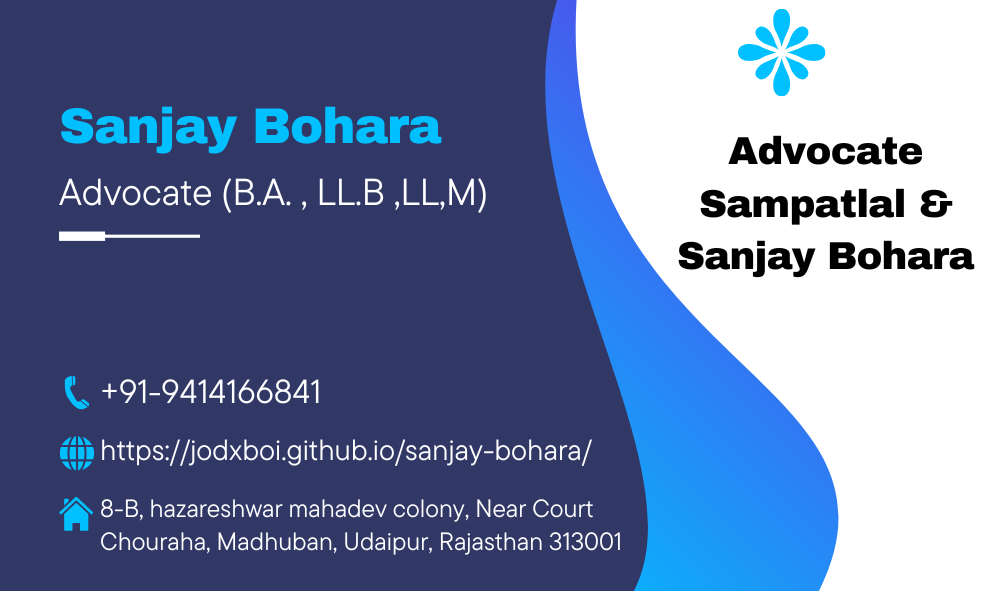 Sanjay Bohara
Advocate (B.A. , LL.B ,LL,M)
+91-9414166841
https://jodxboi.github.io/sanjay-bohara/
8-B, hazareshwar mahadev colony, Near Court
Chouraha, Madhuban, Udaipur, Rajasthan 313001
Advocate
Sampatlal &
Sanjay Bohara